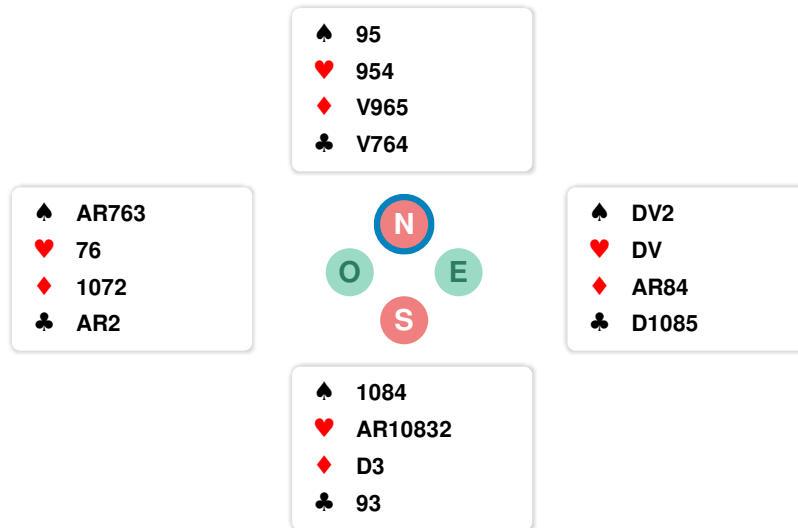 ♠ 95
♥ 954
♦ V965
♣ V764
♠ AR763
♥ 76
♦ 1072
♣ AR2
N
O E
S
♠ DV2
♥ DV
♦ AR84
♣ D1085
♠ 1084
♥ AR10832
♦ D3
♣ 93